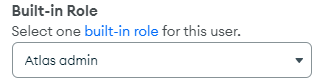 Built-in Role
Select one built-in role for this user.
Atlas admin